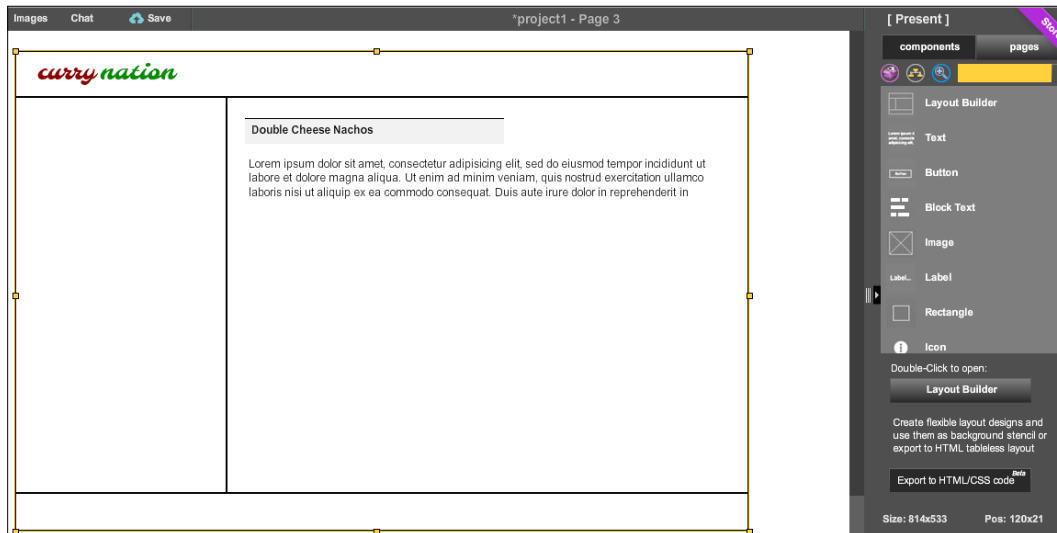 Images Chat Save *project1 - Page 3 [ Present ]
components pages
curry nation
Layout Builder
Double Cheese Nachos
Text
Lorem ipsum dolor sit amet, consectetur adipisicing elit, sed do eiusmod tempor incididunt ut
labore et dolore magna aliqua. Ut enim ad minim veniam, quis nostrud exercitation ullamco
laboris nisi ut aliquip ex ea commodo consequat. Duis aute irure dolor in reprehenderit in
Button
Block Text
Image
Label... Label
Rectangle
Icon
Double-Click to open:
Layout Builder
Create flexible layout designs and
use them as background stencil or
export to HTML tableless layout
Beta
Export to HTML/CSS code
Size: 814x533 Pos: 120x21